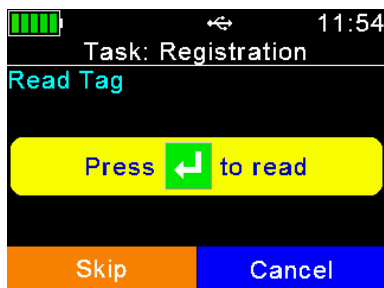 11:54
Task: Registration
Read Tag
Press to read
Skip Cancel